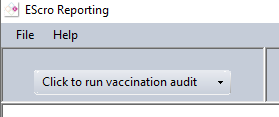 EScro Reporting
File Help
Click to run vaccination audit